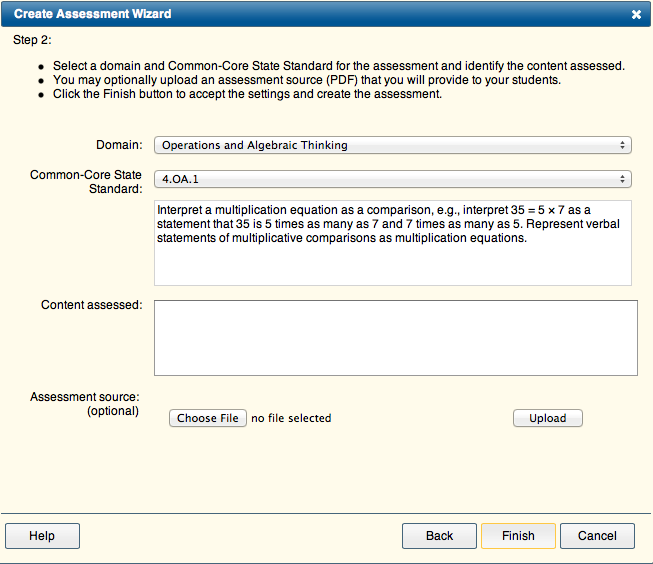 Create Assessment Wizard
Step 2:
• Select a domain and Common-Core State Standard for the assessment and identify the content assessed.
• You may optionally upload an assessment source (PDF) that you will provide to your students.
• Click the Finish button to accept the settings and create the assessment.
Domain: Operations and Algebraic Thinking
Common-Core State
Standard:
4.OA.1
Interpret a multiplication equation as a comparison, e.g., interpret 35 = 5 × 7 as a
statement that 35 is 5 times as many as 7 and 7 times as many as 5. Represent verbal
statements of multiplicative comparisons as multiplication equations.
Content assessed:
Assessment source:
(optional)
Choose File no file selected Upload
Help Back Finish Cancel